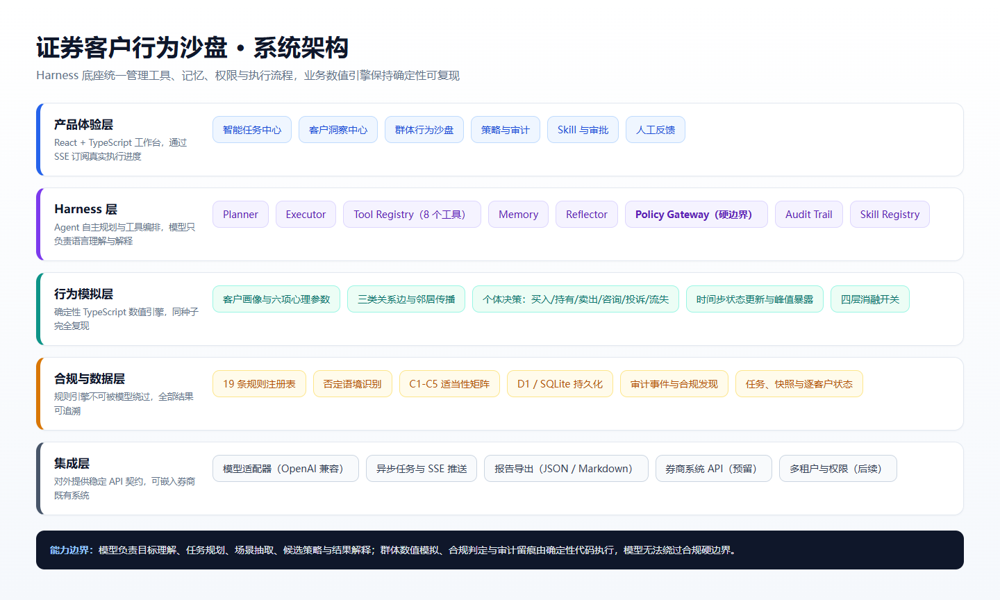 证券客户行为沙盘 • 系统架构
Harness 底座统一管理工具、记忆、权限与执行流程，业务数值引擎保持确定性可复现
产品体验层
React + TypeScript 工作台，通过
SSE 订阅真实执行进度
智能任务中心
客户洞察中心
群体行为沙盘
策略与审计
Skill 与审批
人工反馈
Harness 层
Agent 自主规划与工具编排，模型只
负责语言理解与解释
Planner
Executor
Tool Registry（8 个工具）
Memory
Reflector
Policy Gateway（硬边界）
Audit Trail
Skill Registry
行为模拟层
确定性 TypeScript 数值引擎，同种子
完全复现
客户画像与六项心理参数
三类关系边与邻居传播
个体决策：买入/持有/卖出/咨询/投诉/流失
时间步状态更新与峰值暴露
四层消融开关
合规与数据层
规则引擎不可被模型绕过，全部结果
可追溯
19 条规则注册表
否定语境识别
C1-C5 适当性矩阵
D1 / SQLite 持久化
审计事件与合规发现
任务、快照与逐客户状态
集成层
对外提供稳定 API 契约，可嵌入券商
既有系统
模型适配器（OpenAI 兼容）
异步任务与 SSE 推送
报告导出（JSON / Markdown）
券商系统 API（预留）
多租户与权限（后续）
能力边界：模型负责目标理解、任务规划、场景抽取、候选策略与结果解释；群体数值模拟、合规判定与审计留痕由确定性代码执行，模型无法绕过合规硬边界。